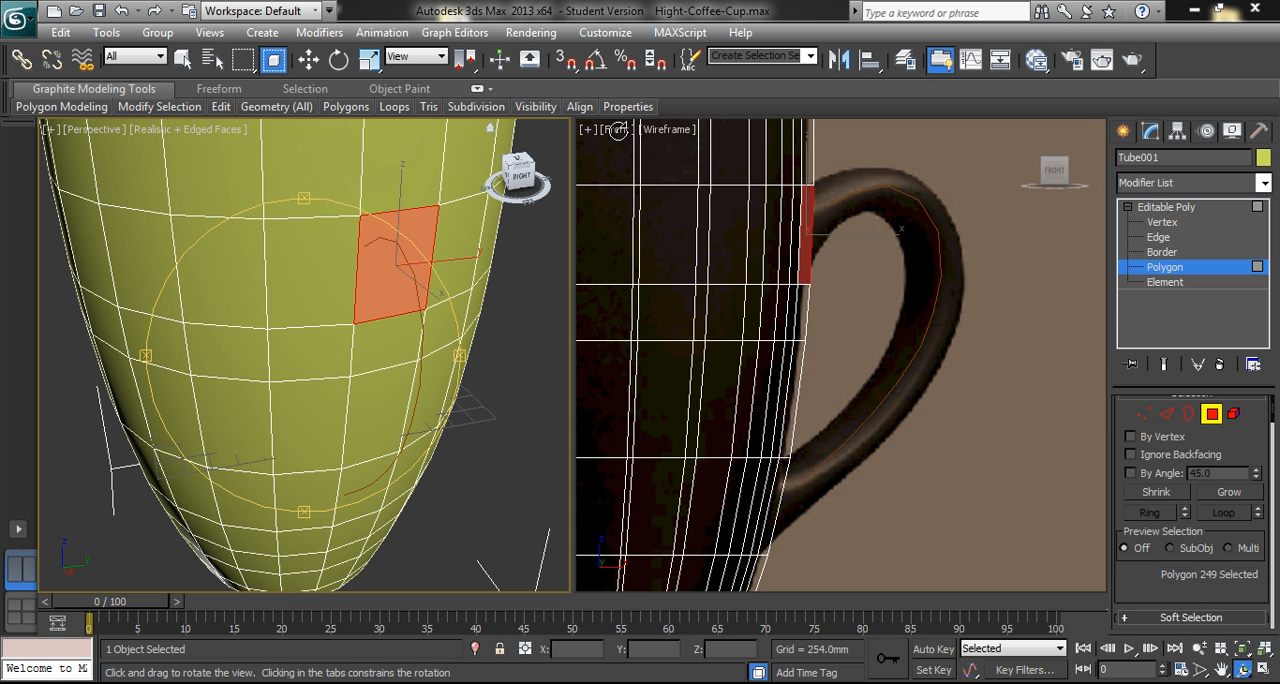 Workspace: Default
Autodesk 3ds Max 2013 x64 - Student Version Hight-Coffee-Cup.max
Type a keyword or phrase
Edit Tools Group Views Create Modifiers Animation Graph Editors Rendering Customize MAXScript Help
All
View
3
Create Selection Se
Graphite Modeling Tools Freeform Selection Object Paint
Polygon Modeling Modify Selection Edit Geometry (All) Polygons Loops Tris Subdivision Visibility Align Properties
[+] [Perspective] [Realistic + Edged Faces]
[+] [Front] [Wireframe]
RIGHT
FRONT
z
x
x
z
y
z
Tube001
Modifier List
Editable Poly
Vertex
Edge
Border
Polygon
Element
By Vertex
Ignore Backfacing
By Angle: 45.0
Shrink Grow
Ring Loop
Preview Selection
Off SubObj Multi
Polygon 249 Selected
+ Soft Selection
< 0 / 100 >
0 5 10 15 20 25 30 35 40 45 50 55 60 65 70 75 80 85 90 95 100
1 Object Selected
X: Y: Z:
Grid = 254.0mm
Auto Key Selected
Welcome to M
Click and drag to rotate the view. Clicking in the tabs constrains the rotation
Add Time Tag
Set Key Key Filters...
0